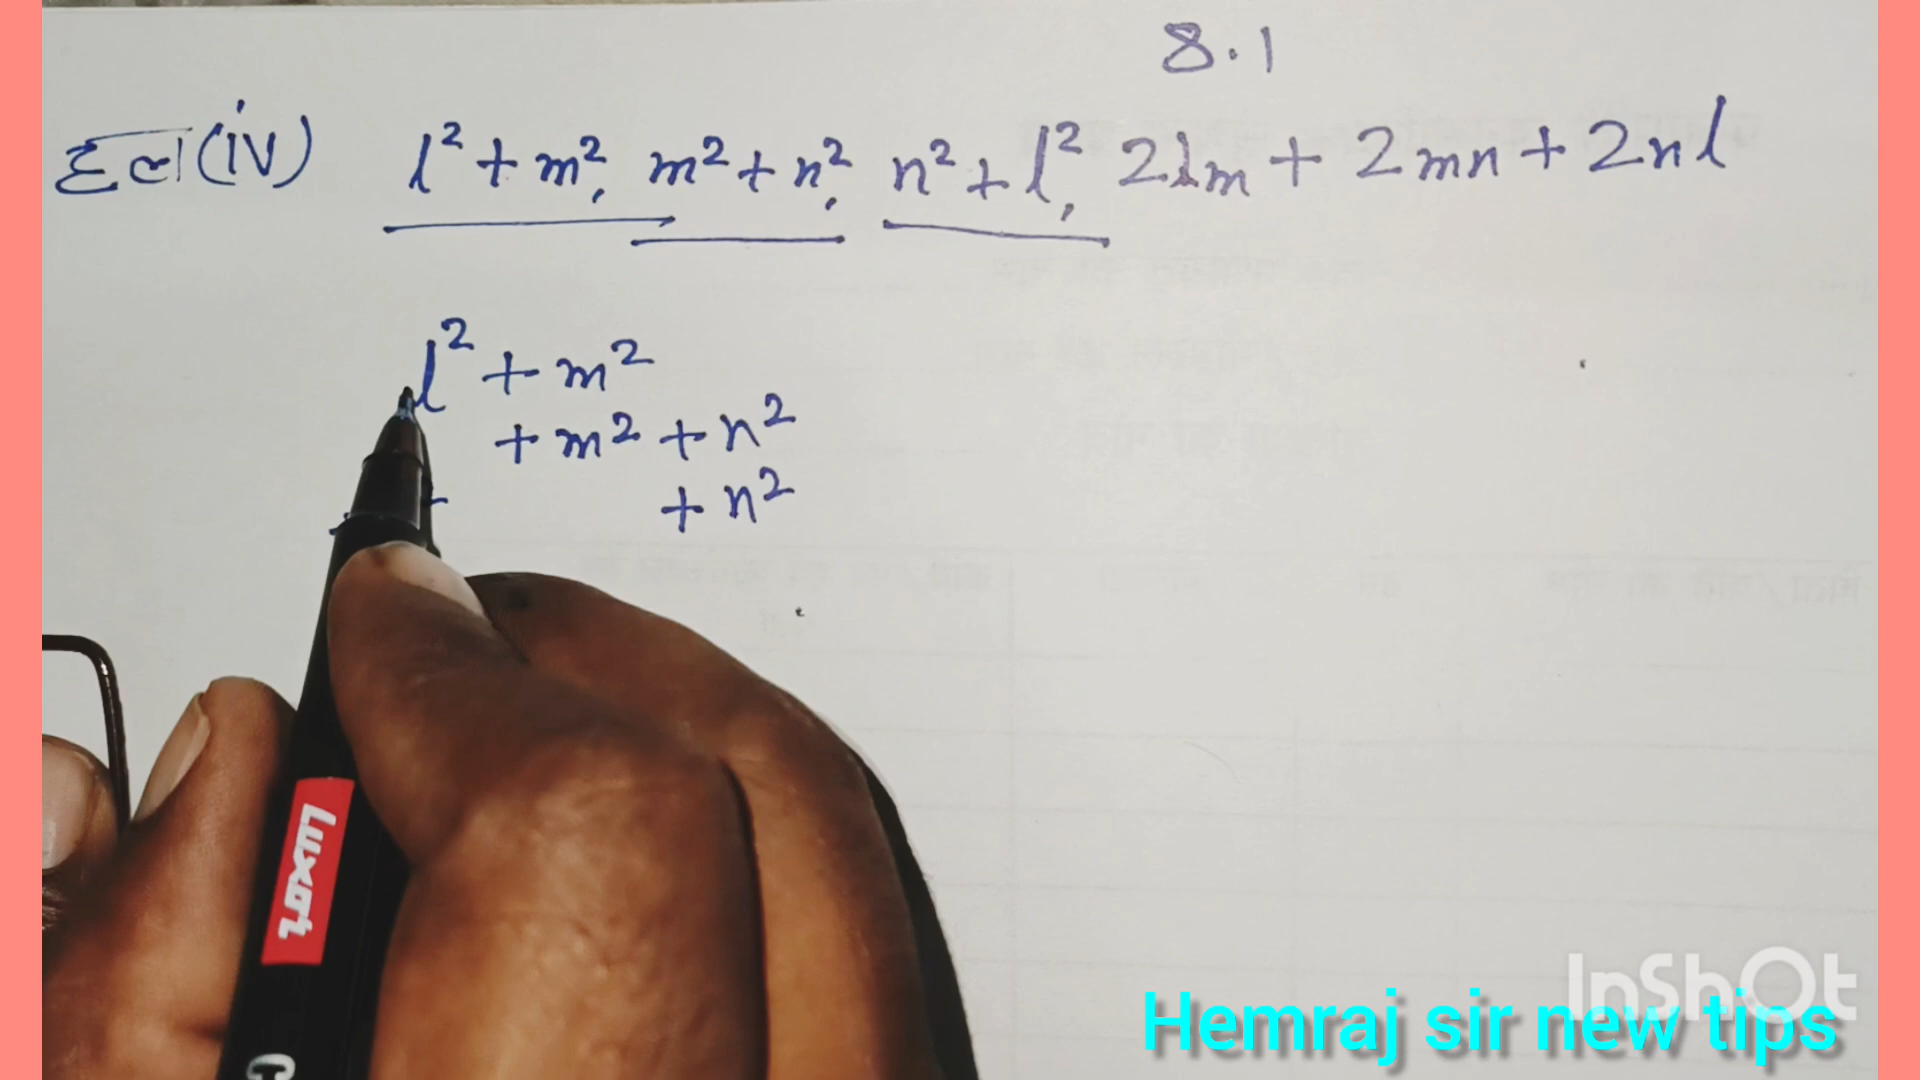 8.1
हल (iv) l² + m², m² + n², n² + l², 2lm + 2mn + 2nl
l² + m²
+ m² + n²
+ n²
Luxor
InShOt
Hemraj sir new tips